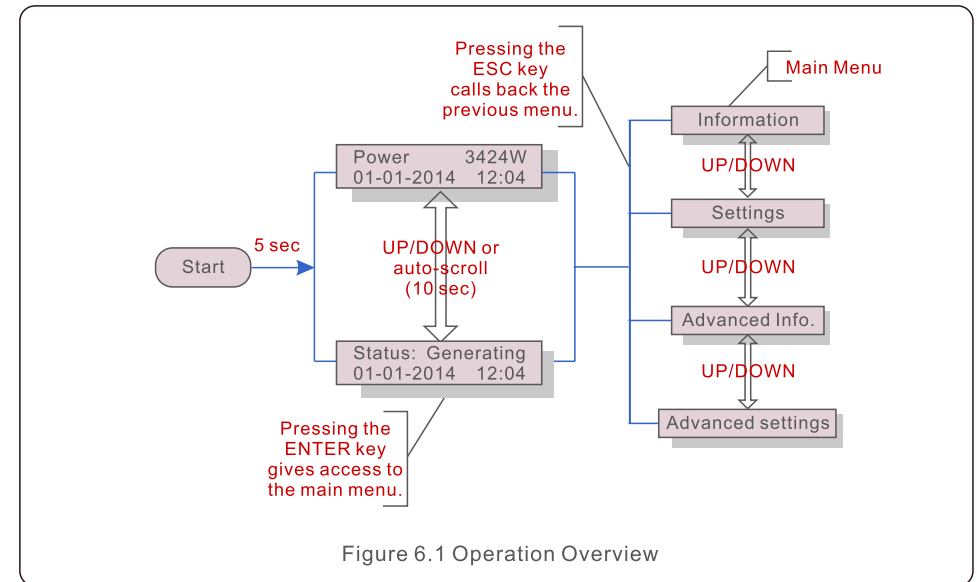 Pressing the
ESC key
calls back the
previous menu.
Main Menu
Information
Power 3424W
01-01-2014 12:04
UP/DOWN
Settings
5 sec
Start
UP/DOWN or
auto-scroll
(10 sec)
UP/DOWN
Advanced Info.
Status: Generating
01-01-2014 12:04
UP/DOWN
Advanced settings
Pressing the
ENTER key
gives access to
the main menu.
Figure 6.1 Operation Overview